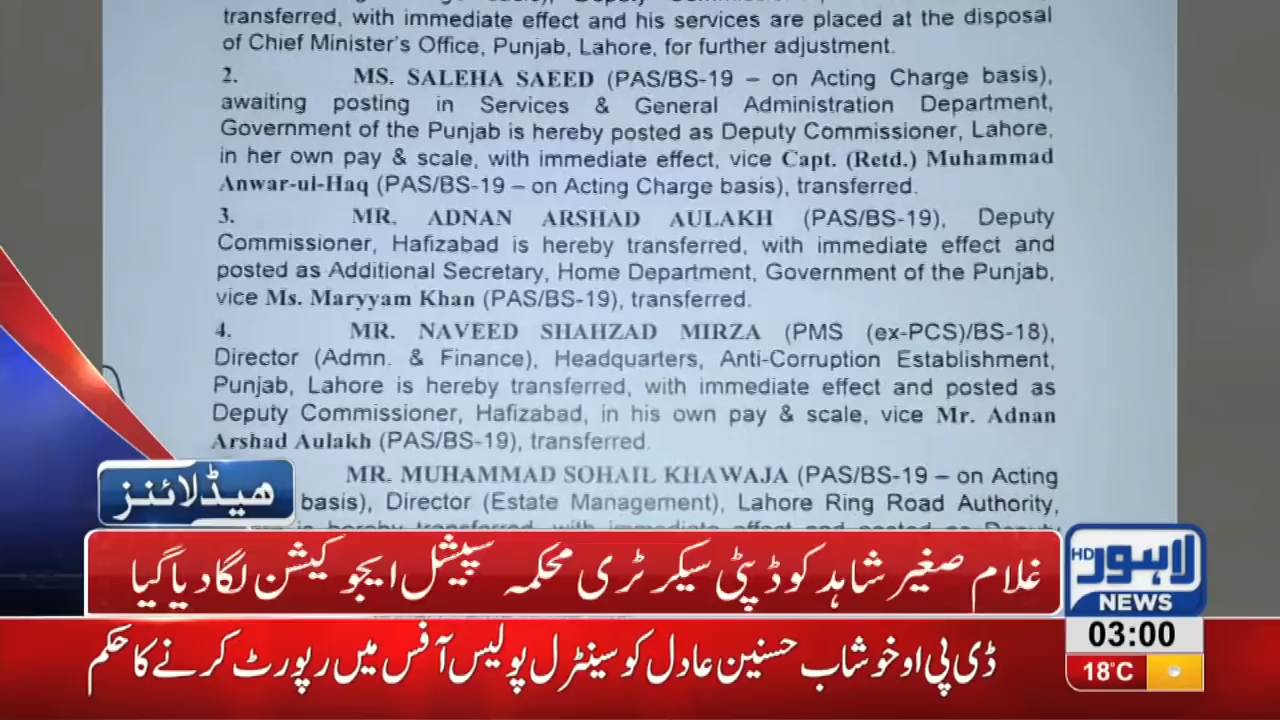 transferred, with immediate effect and his services are placed at the disposal
of Chief Minister's Office, Punjab, Lahore, for further adjustment.
2. MS. SALEHA SAEED (PAS/BS-19 – on Acting Charge basis),
awaiting posting in Services & General Administration Department,
Government of the Punjab is hereby posted as Deputy Commissioner, Lahore,
in her own pay & scale, with immediate effect, vice Capt. (Retd.) Muhammad
Anwar-ul-Haq (PAS/BS-19 – on Acting Charge basis), transferred.
3. MR. ADNAN ARSHAD AULAKH (PAS/BS-19), Deputy
Commissioner, Hafizabad is hereby transferred, with immediate effect and
posted as Additional Secretary, Home Department, Government of the Punjab,
vice Ms. Maryyam Khan (PAS/BS-19), transferred.
4. MR. NAVEED SHAHZAD MIRZA (PMS (ex-PCS)/BS-18),
Director (Admn. & Finance), Headquarters, Anti-Corruption Establishment,
Punjab, Lahore is hereby transferred, with immediate effect and posted as
Deputy Commissioner, Hafizabad, in his own pay & scale, vice Mr. Adnan
Arshad Aulakh (PAS/BS-19), transferred.
MR. MUHAMMAD SOHAIL KHAWAJA (PAS/BS-19 – on Acting
basis), Director (Estate Management), Lahore Ring Road Authority,
ہیڈلائنز
غلام صغیر شاہد کو ڈپٹی سیکرٹری محکمہ سپیشل ایجوکیشن لگا دیا گیا
ڈی پی او خوشاب حسنین عادل کو سینٹرل پولیس آفس میں رپورٹ کرنے کا حکم
لاہور HD
NEWS
03:00
18°C